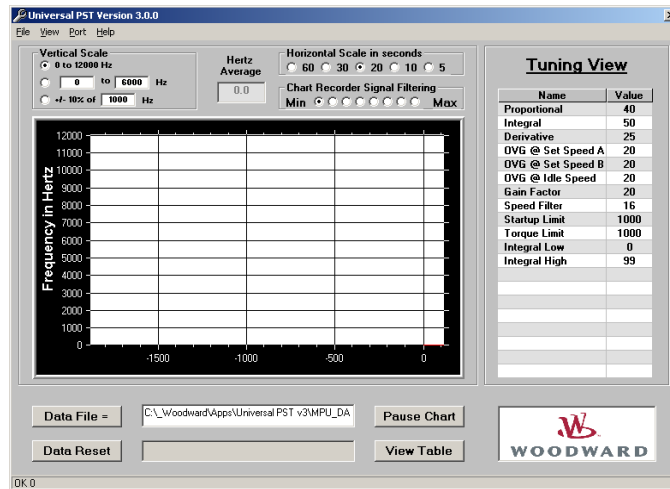 Universal PST Version 3.0.0
File View Port Help
Vertical Scale
0 to 12000 Hz
0 to 6000 Hz
+/- 10% of 1000 Hz
Hertz
Average
0.0
Horizontal Scale in seconds
60 30 20 10 5
Chart Recorder Signal Filtering
Min Max
Frequency in Hertz
12000
11000
10000
9000
8000
7000
6000
5000
4000
3000
2000
1000
0
-1500 -1000 -500 0
Tuning View
Name Value
Proportional 40
Integral 50
Derivative 25
OVG @ Set Speed A 20
OVG @ Set Speed B 20
OVG @ Idle Speed 20
Gain Factor 20
Speed Filter 16
Startup Limit 1000
Torque Limit 1000
Integral Low 0
Integral High 99
Data File = C:\_Woodward\Apps\Universal PST v3\MPU_DA Pause Chart
Data Reset View Table
WOODWARD
OK 0